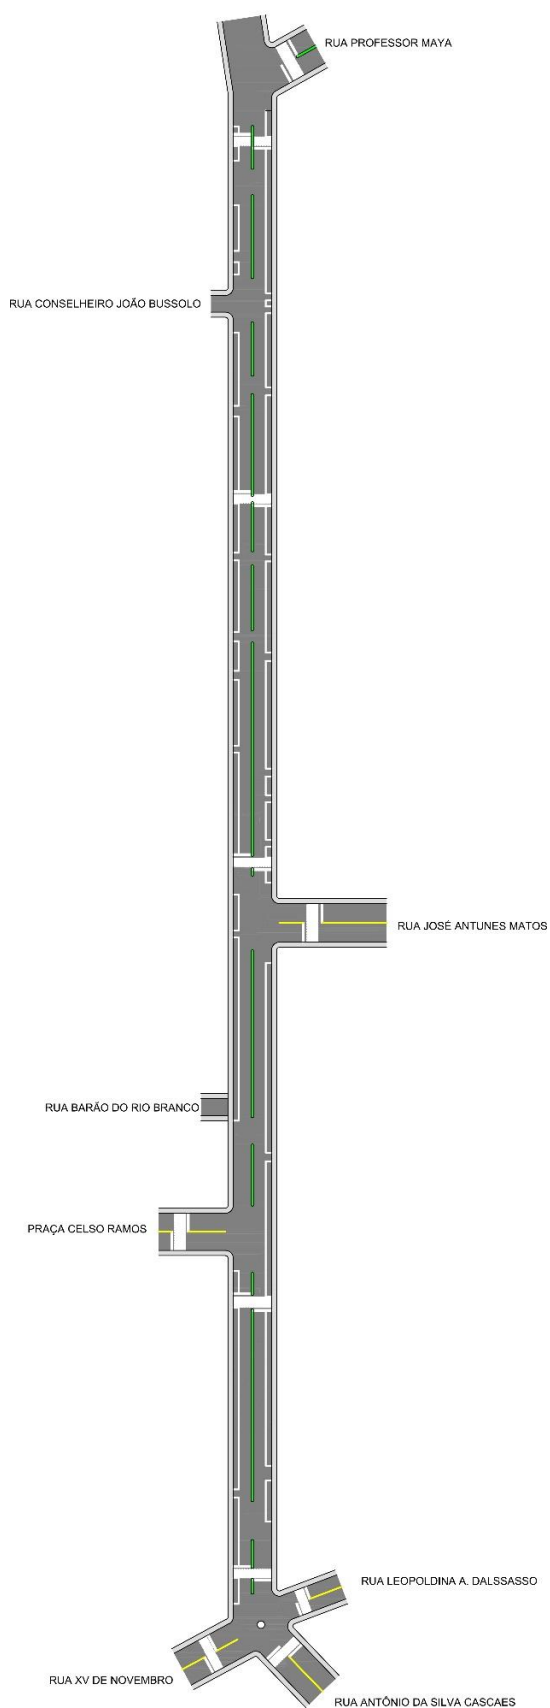 RUA PROFESSOR MAYA
RUA CONSELHEIRO JOÃO BUSSOLO
RUA JOSÉ ANTUNES MATOS
RUA BARÃO DO RIO BRANCO
PRAÇA CELSO RAMOS
RUA LEOPOLDINA A. DALSSASSO
RUA XV DE NOVEMBRO
RUA ANTÔNIO DA SILVA CASCAES